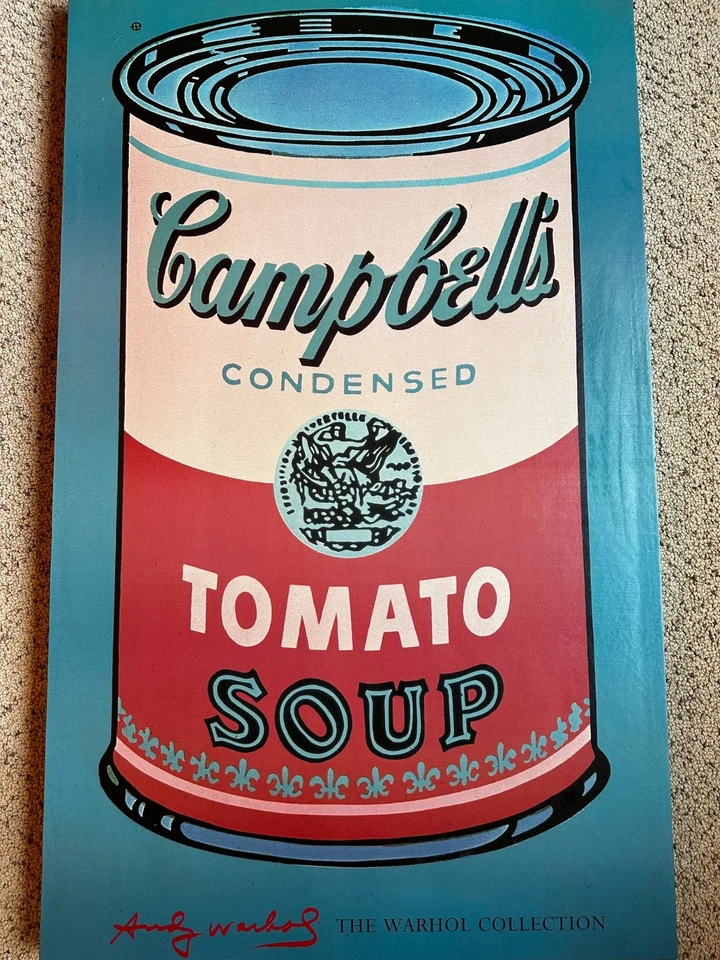 Campbell's
CONDENSED
TOMATO
SOUP
Andy Warhol THE WARHOL COLLECTION